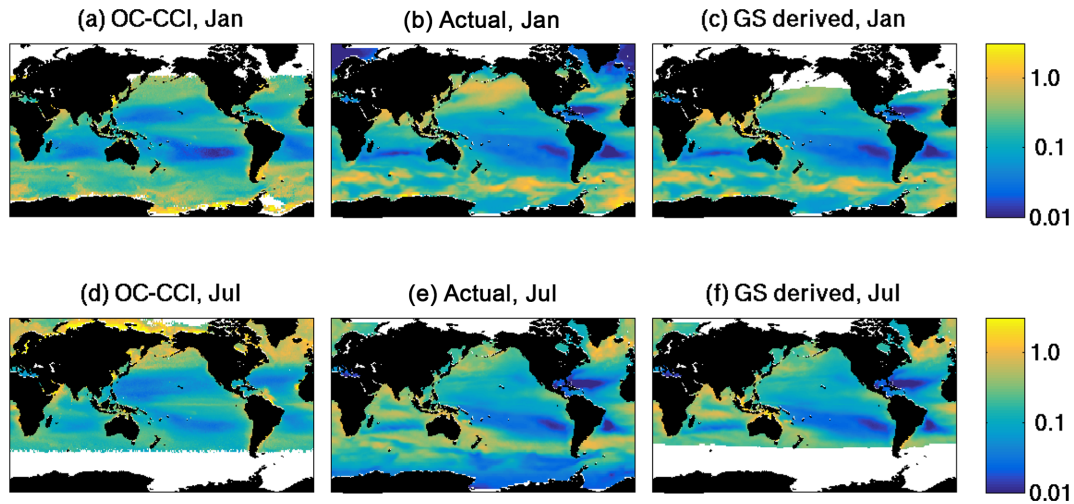 (a) OC-CCI, Jan
(b) Actual, Jan
(c) GS derived, Jan
1.0
0.1
0.01
(d) OC-CCI, Jul
(e) Actual, Jul
(f) GS derived, Jul
1.0
0.1
0.01